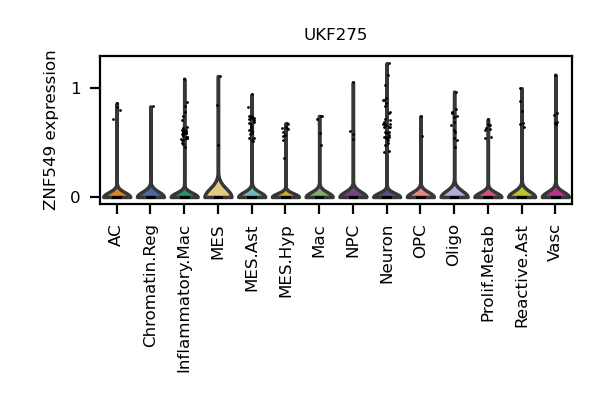 UKF275
ZNF549 expression
1
0
AC
Chromatin.Reg
Inflammatory.Mac
MES
MES.Ast
MES.Hyp
Mac
NPC
Neuron
OPC
Oligo
Prolif.Metab
Reactive.Ast
Vasc